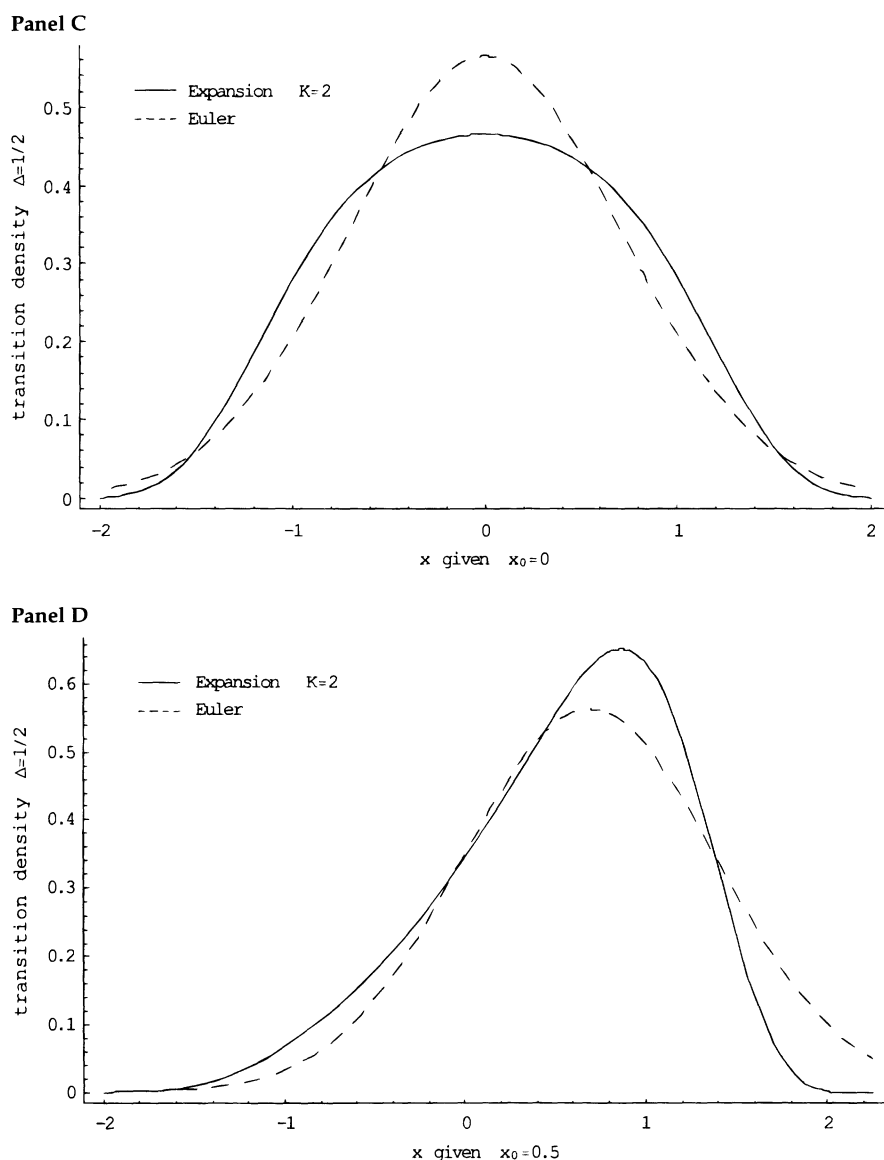 Panel C
Expansion K=2
Euler
transition density Δ=1/2
0.5
0.4
0.3
0.2
0.1
0
-2 -1 0 1 2
x given x₀=0
Panel D
Expansion K=2
Euler
transition density Δ=1/2
0.6
0.5
0.4
0.3
0.2
0.1
0
-2 -1 0 1 2
x given x₀=0.5